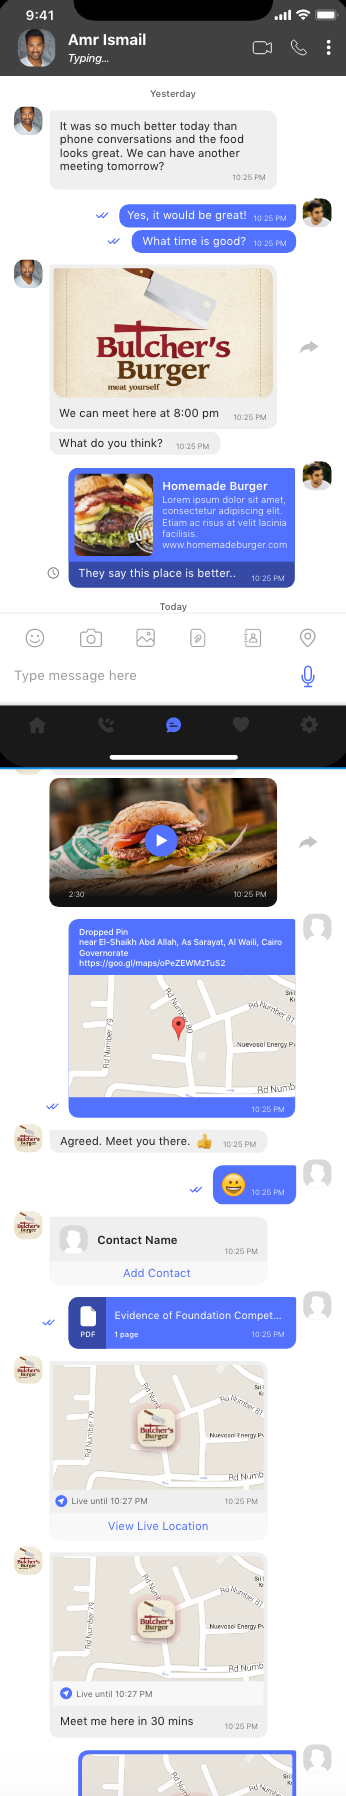 9:41
Amr Ismail
Typing...
Yesterday
It was so much better today than
phone conversations and the food
looks great. We can have another
meeting tomorrow?
10:25 PM
Yes, it would be great! 10:25 PM
What time is good? 10:25 PM
Butcher's
Burger
meat yourself
We can meet here at 8:00 pm 10:25 PM
What do you think? 10:25 PM
Homemade Burger
Lorem ipsum dolor sit amet,
consectetur adipiscing elit.
Etiam ac risus at velit lacinia
facilisis.
www.homemadeburger.com
They say this place is better.. 10:25 PM
Today
Type message here
2:30 10:25 PM
Dropped Pin
near El-Shaikh Abd Allah, As Sarayat, Al Waili, Cairo
Governorate
https://goo.gl/maps/oPeZEWMzTuS2
Rd Number 79
Rd Number 80
Rd Number 81
Nuevosol Energy Pv
Rd Numb
10:25 PM
Agreed. Meet you there. 👍 10:25 PM
😀 10:25 PM
Contact Name
10:25 PM
Add Contact
PDF
Evidence of Foundation Compet...
1 page 10:25 PM
Rd Number 79
Rd Number 81
Butcher's
Burger
Nuevosol Energy Pv
Rd Numb
Live until 10:27 PM 10:25 PM
View Live Location
Rd Number 79
Rd Number 81
Butcher's
Burger
Nuevosol Energy Pv
Rd Numb
Live until 10:27 PM
Meet me here in 30 mins 10:25 PM